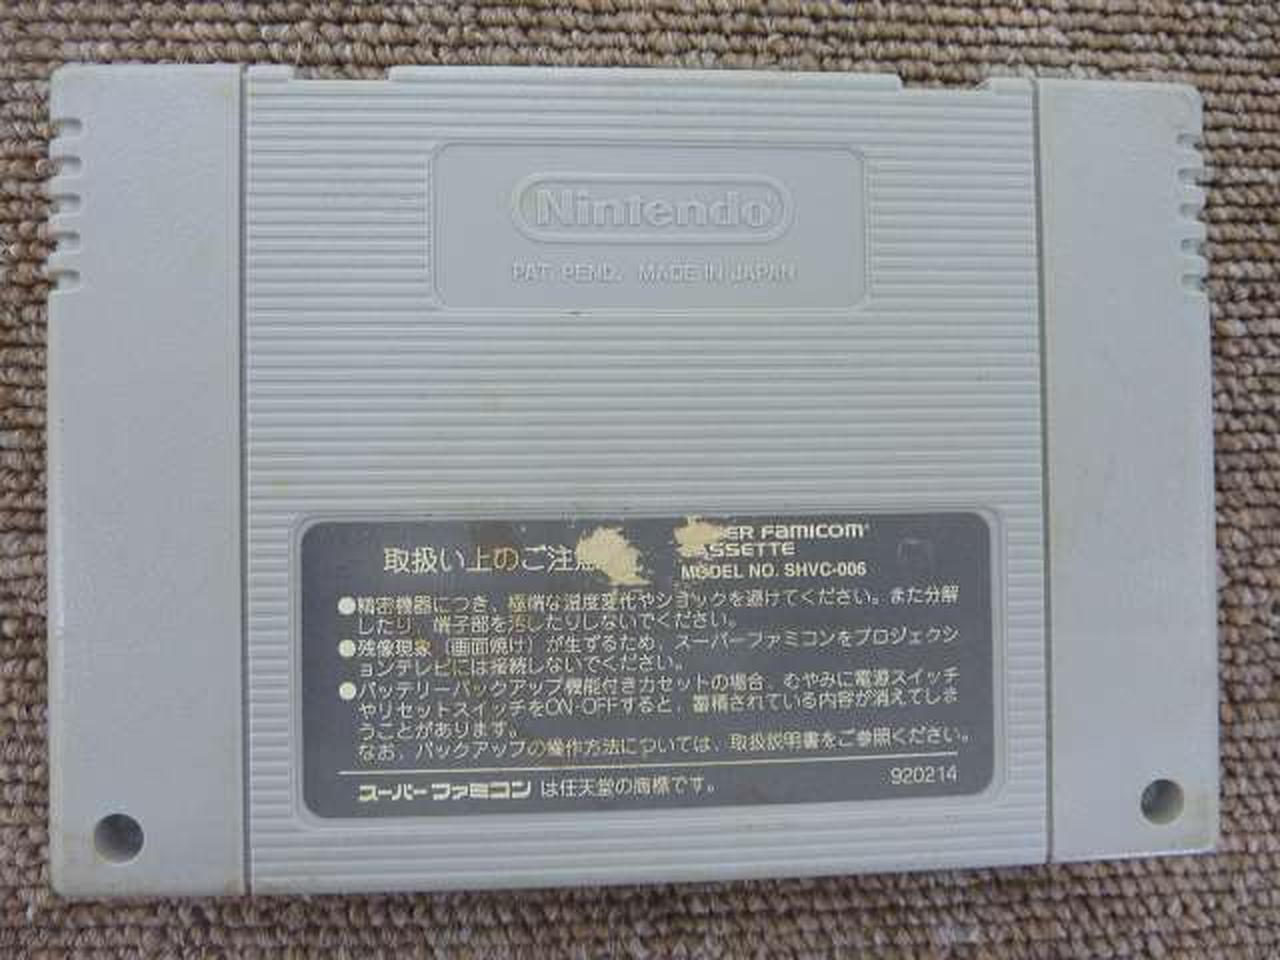 Nintendo
PAT. PEND. MADE IN JAPAN
取扱い上のご注
ER FAMICOM
CASSETTE
MODEL NO. SHVC-006
●精密機器につき、極端な温度変化やショックを避けてください。また分解
したり、端子部を汚したりしないでください。
●残像現象（画面焼け）が生ずるため、スーパーファミコンをプロジェクシ
ョンテレビには接続しないでください。
●バッテリーバックアップ機能付きカセットの場合、むやみに電源スイッチ
やリセットスイッチをON-OFFすると、蓄積されている内容が消えてしま
うことがあります。
なお、バックアップの操作方法については、取扱説明書をご参照ください。
スーパーファミコン は任天堂の商標です。
920214